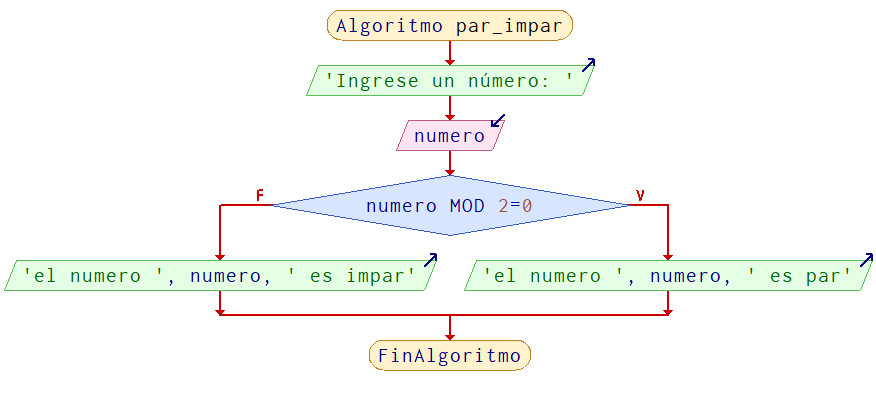 Algoritmo par_impar
'Ingrese un número: '
numero
F
V
numero MOD 2=0
'el numero ', numero, ' es impar'
'el numero ', numero, ' es par'
FinAlgoritmo